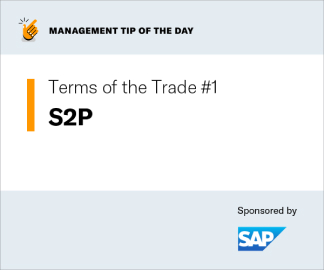 MANAGEMENT TIP OF THE DAY
Terms of the Trade #1
S2P
Sponsored by
SAP